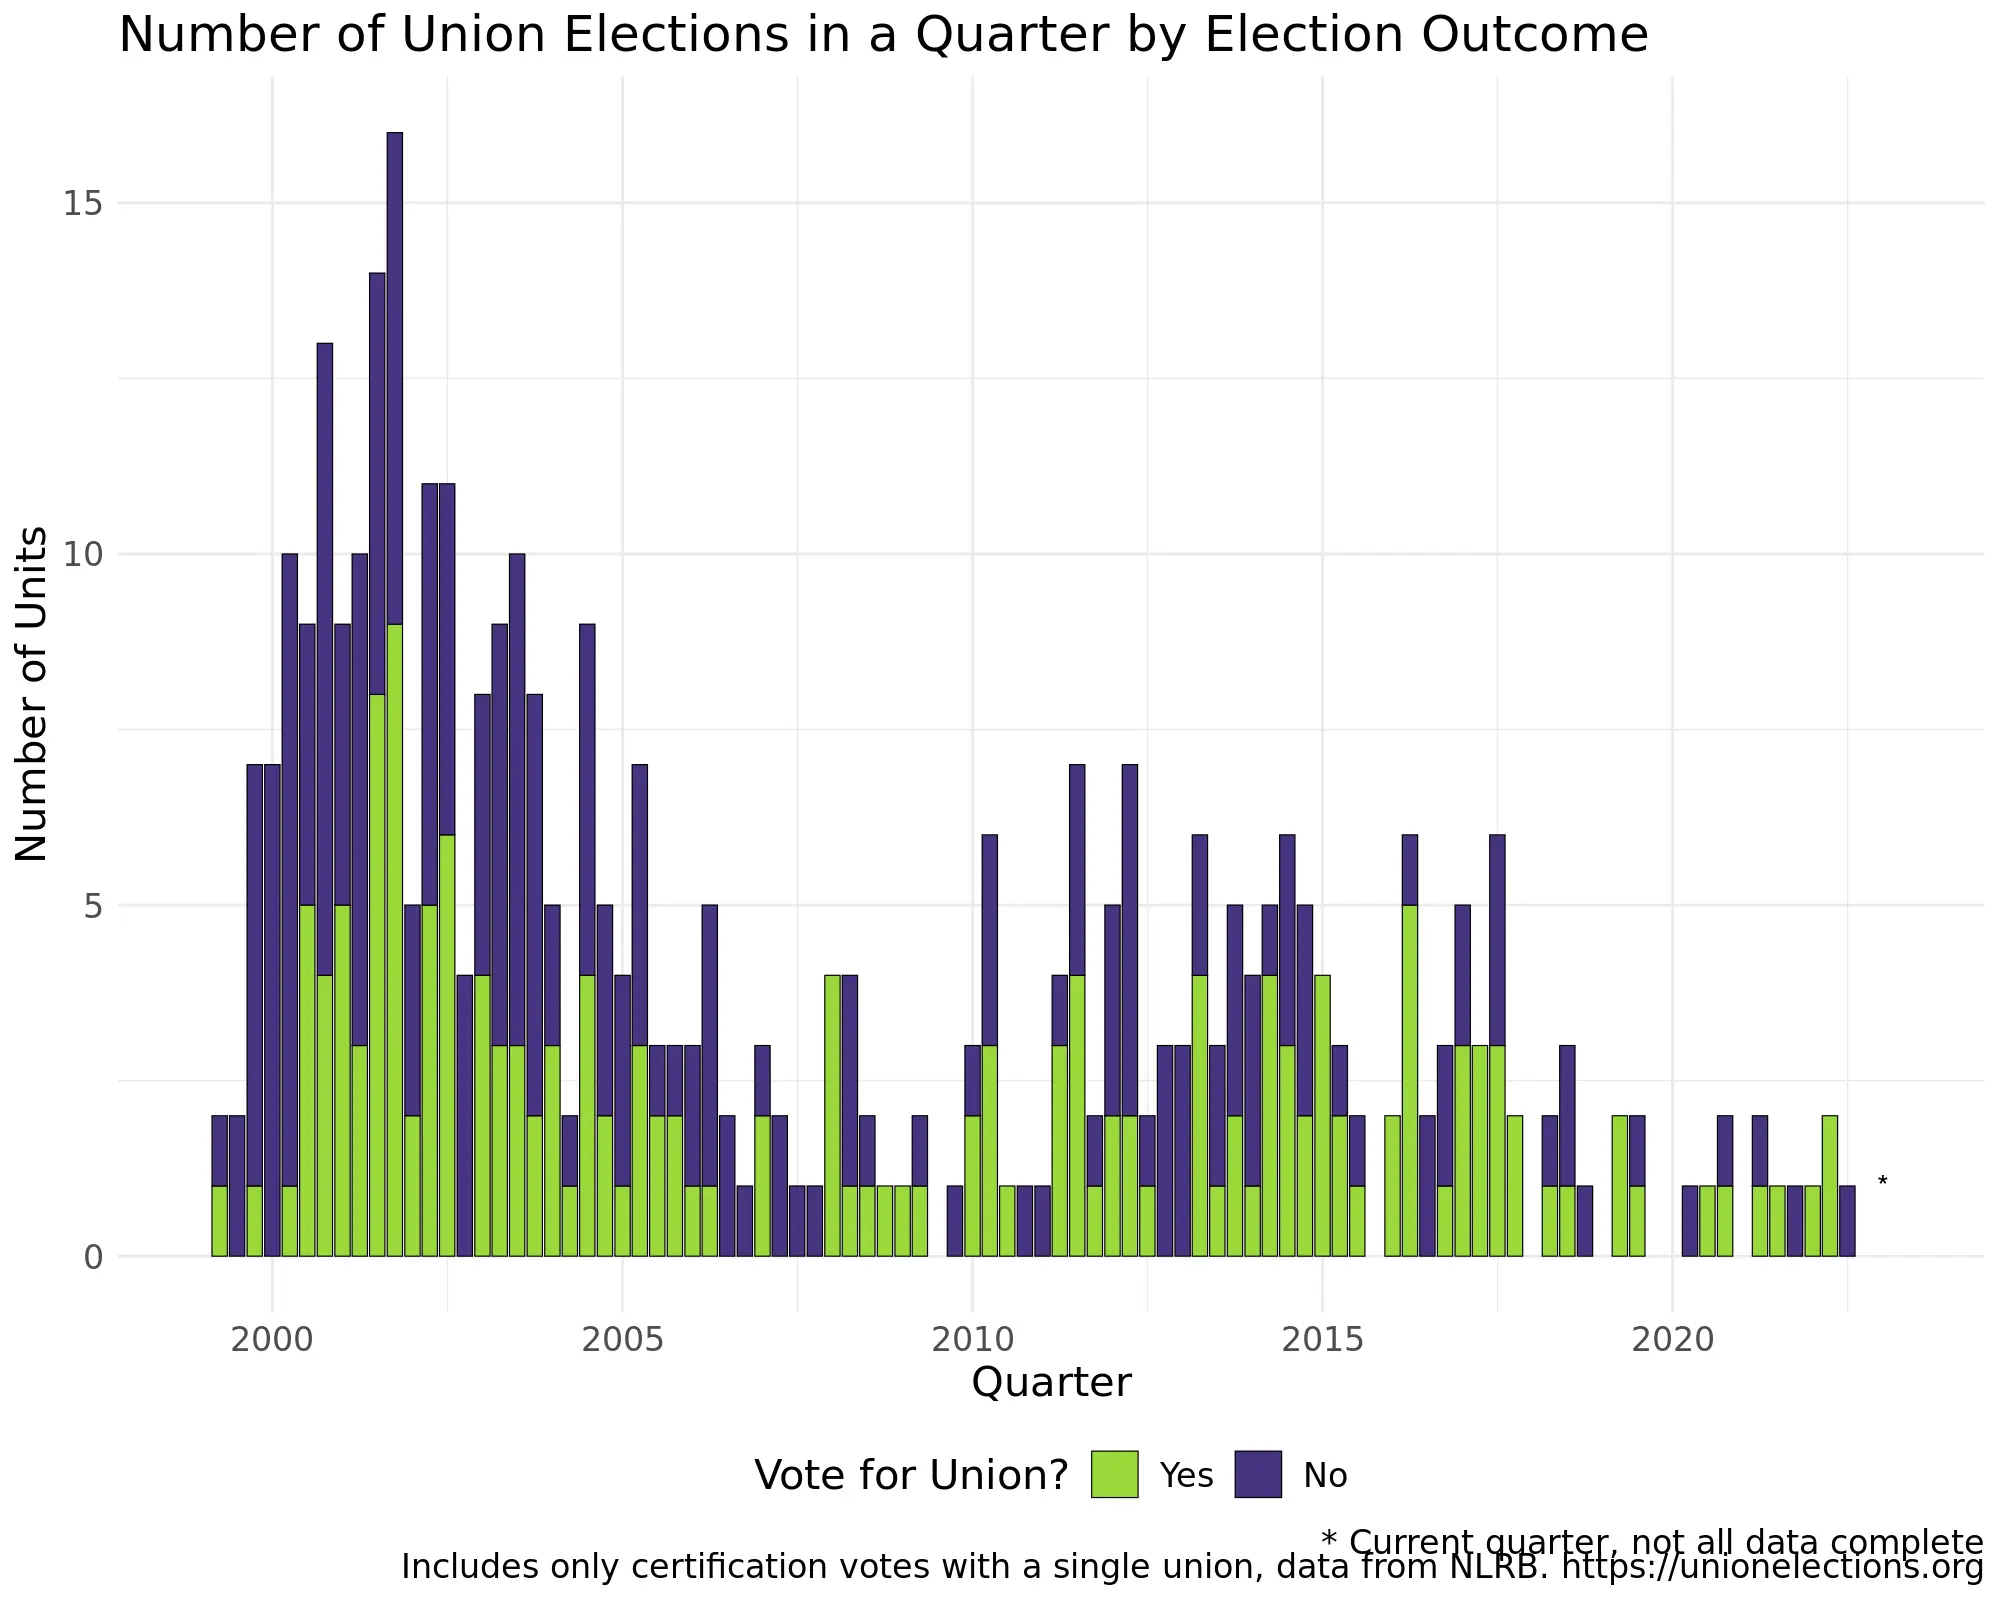 Number of Union Elections in a Quarter by Election Outcome
Number of Units
15
10
5
0
*
2000 2005 2010 2015 2020
Quarter
Vote for Union? Yes No
* Current quarter, not all data complete
Includes only certification votes with a single union, data from NLRB. https://unionelections.org